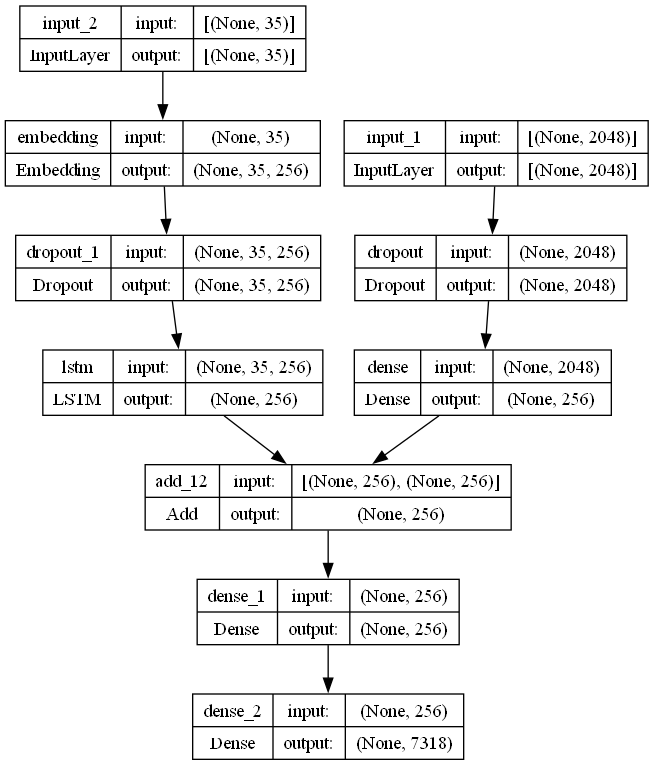 input_2 input: [(None, 35)]
InputLayer output: [(None, 35)]
embedding input: (None, 35)
Embedding output: (None, 35, 256)
input_1 input: [(None, 2048)]
InputLayer output: [(None, 2048)]
dropout_1 input: (None, 35, 256)
Dropout output: (None, 35, 256)
dropout input: (None, 2048)
Dropout output: (None, 2048)
lstm input: (None, 35, 256)
LSTM output: (None, 256)
dense input: (None, 2048)
Dense output: (None, 256)
add_12 input: [(None, 256), (None, 256)]
Add output: (None, 256)
dense_1 input: (None, 256)
Dense output: (None, 256)
dense_2 input: (None, 256)
Dense output: (None, 7318)